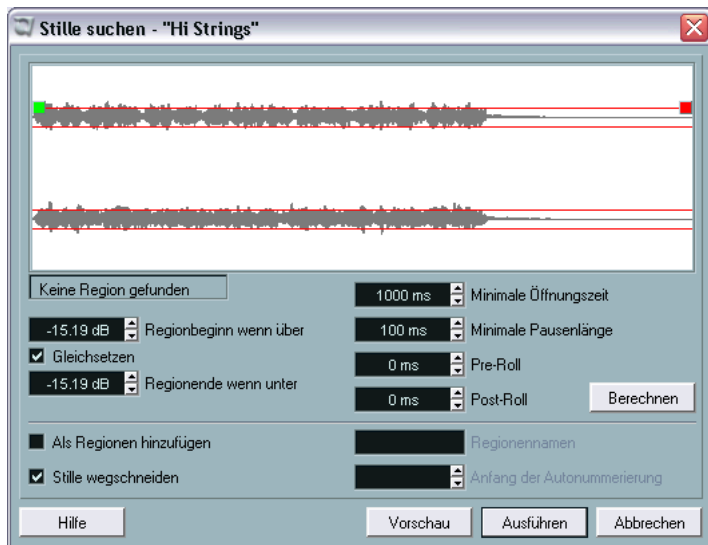 Stille suchen - "Hi Strings"
Keine Region gefunden
-15.19 dB Regionbeginn wenn über
Gleichsetzen
-15.19 dB Regionende wenn unter
1000 ms Minimale Öffnungszeit
100 ms Minimale Pausenlänge
0 ms Pre-Roll
0 ms Post-Roll
Berechnen
Als Regionen hinzufügen
Regionennamen
Stille wegschneiden
Anfang der Autonummerierung
Hilfe
Vorschau
Ausführen
Abbrechen